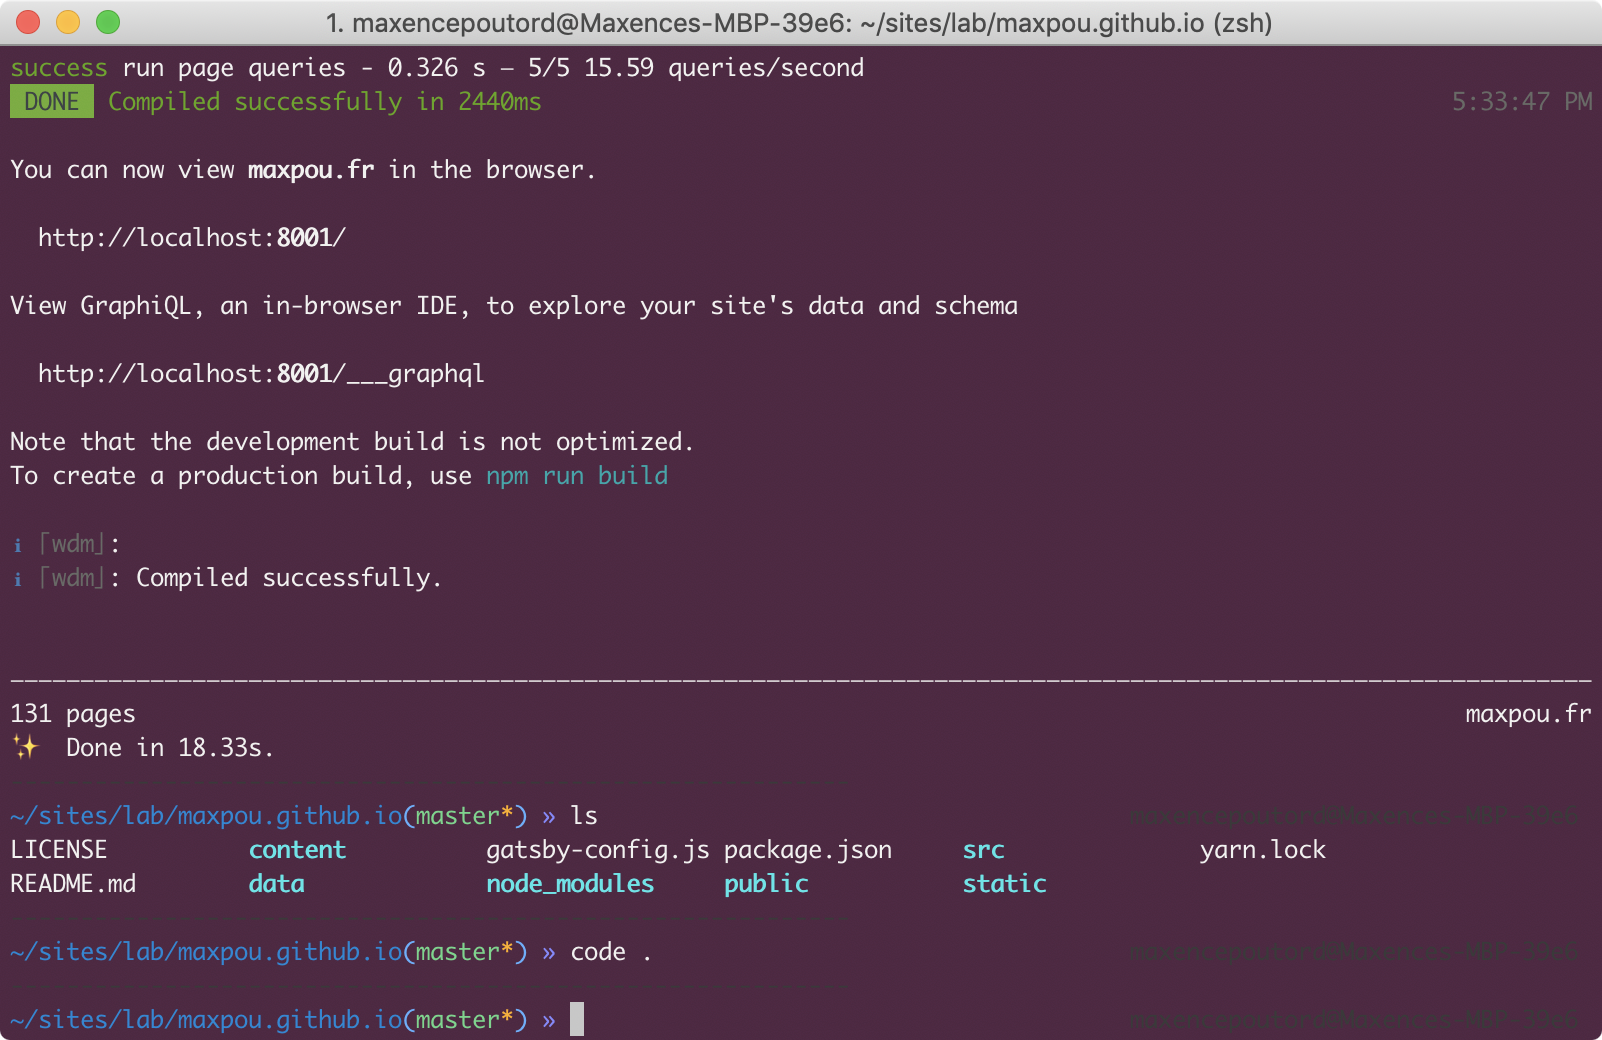 1. maxencepoutord@Maxences-MBP-39e6: ~/sites/lab/maxpou.github.io (zsh)
success run page queries - 0.326 s — 5/5 15.59 queries/second
DONE Compiled successfully in 2440ms 5:33:47 PM
You can now view maxpou.fr in the browser.
http://localhost:8001/
View GraphiQL, an in-browser IDE, to explore your site's data and schema
http://localhost:8001/___graphql
Note that the development build is not optimized.
To create a production build, use npm run build
ℹ ｢wdm｣:
ℹ ｢wdm｣: Compiled successfully.
131 pages maxpou.fr
✨ Done in 18.33s.
~/sites/lab/maxpou.github.io(master*) » ls maxencepoutord@Maxences-MBP-39e6
LICENSE content gatsby-config.js package.json src yarn.lock
README.md data node_modules public static
~/sites/lab/maxpou.github.io(master*) » code . maxencepoutord@Maxences-MBP-39e6
~/sites/lab/maxpou.github.io(master*) » maxencepoutord@Maxences-MBP-39e6